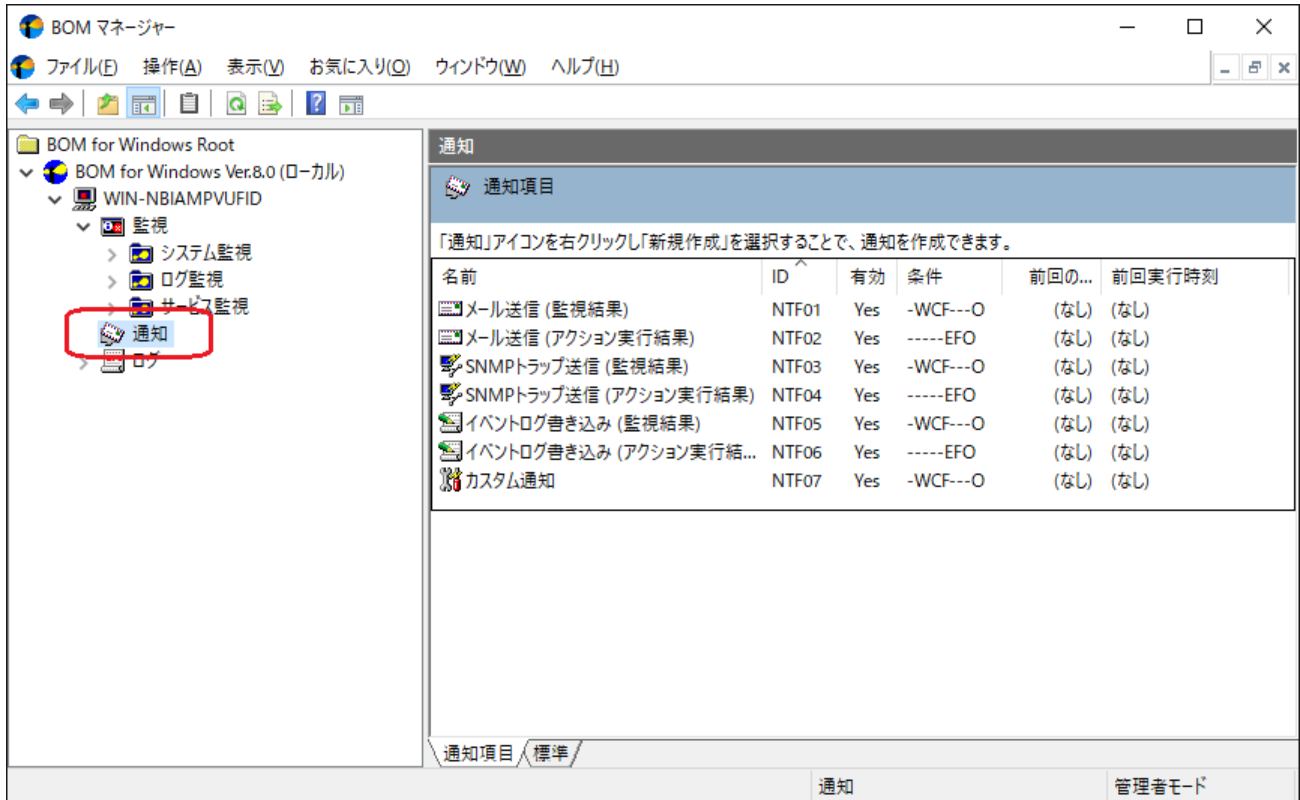 BOM マネージャー
ファイル(F) 操作(A) 表示(V) お気に入り(O) ウィンドウ(W) ヘルプ(H)
BOM for Windows Root
BOM for Windows Ver.8.0 (ローカル)
WIN-NBIAMPVUFID
監視
システム監視
ログ監視
サービス監視
通知
ログ
通知
通知項目
「通知」アイコンを右クリックし「新規作成」を選択することで、通知を作成できます。
名前 ID 有効 条件 前回の... 前回実行時刻
メール送信 (監視結果) NTF01 Yes -WCF---O (なし) (なし)
メール送信 (アクション実行結果) NTF02 Yes -----EFO (なし) (なし)
SNMPトラップ送信 (監視結果) NTF03 Yes -WCF---O (なし) (なし)
SNMPトラップ送信 (アクション実行結果) NTF04 Yes -----EFO (なし) (なし)
イベントログ書き込み (監視結果) NTF05 Yes -WCF---O (なし) (なし)
イベントログ書き込み (アクション実行結... NTF06 Yes -----EFO (なし) (なし)
カスタム通知 NTF07 Yes -WCF---O (なし) (なし)
通知項目 標準
通知 管理者モード